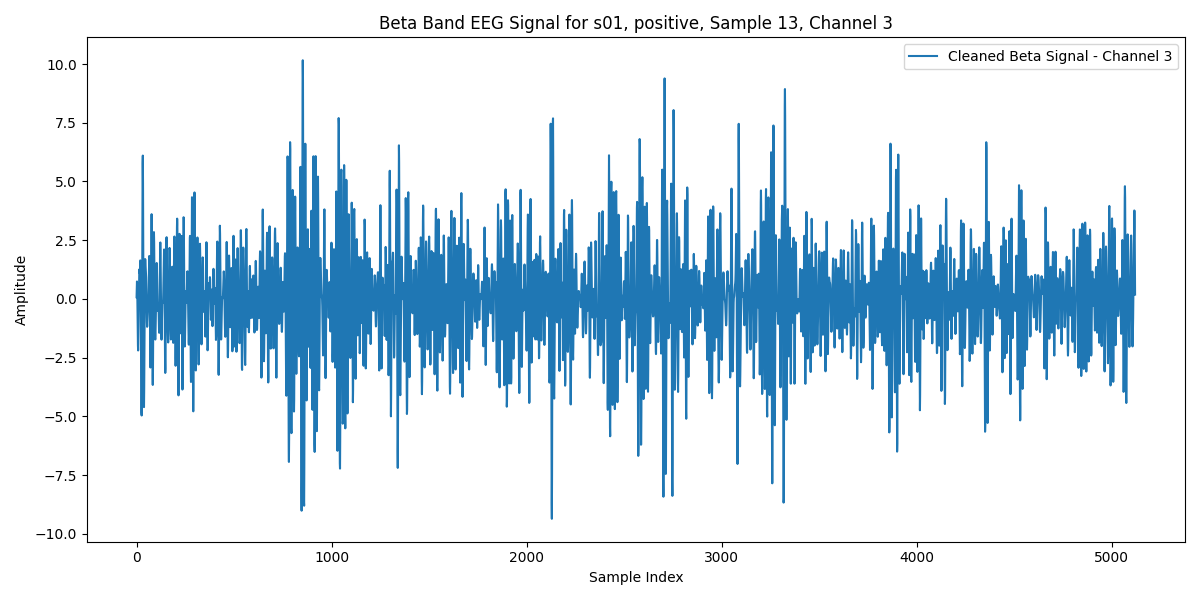 Beta Band EEG Signal for s01, positive, Sample 13, Channel 3
Cleaned Beta Signal - Channel 3
Amplitude
10.0
7.5
5.0
2.5
0.0
−2.5
−5.0
−7.5
−10.0
0 1000 2000 3000 4000 5000
Sample Index